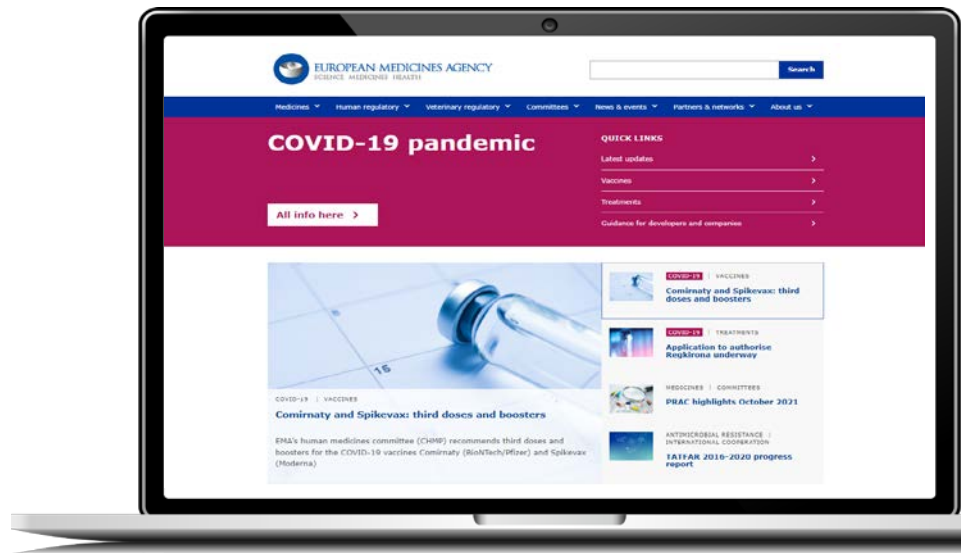 EUROPEAN MEDICINES AGENCY
SCIENCE MEDICINES HEALTH
Search
Medicines
Human regulatory
Veterinary regulatory
Committees
News & events
Partners & networks
About us
COVID-19 pandemic
All info here
QUICK LINKS
Latest updates
Vaccines
Treatments
Guidance for developers and companies
16
COVID-19 | VACCINES
Comirnaty and Spikevax: third doses and boosters
EMA's human medicines committee (CHMP) recommends third doses and
boosters for the COVID-19 vaccines Comirnaty (BioNTech/Pfizer) and Spikevax
(Moderna)
COVID-19 | VACCINES
Comirnaty and Spikevax: third
doses and boosters
COVID-19 | TREATMENTS
Application to authorise
Regkirona underway
MEDICINES | COMMITTEES
PRAC highlights October 2021
ANTIMICROBIAL RESISTANCE |
INTERNATIONAL COOPERATION
TATFAR 2016-2020 progress
report